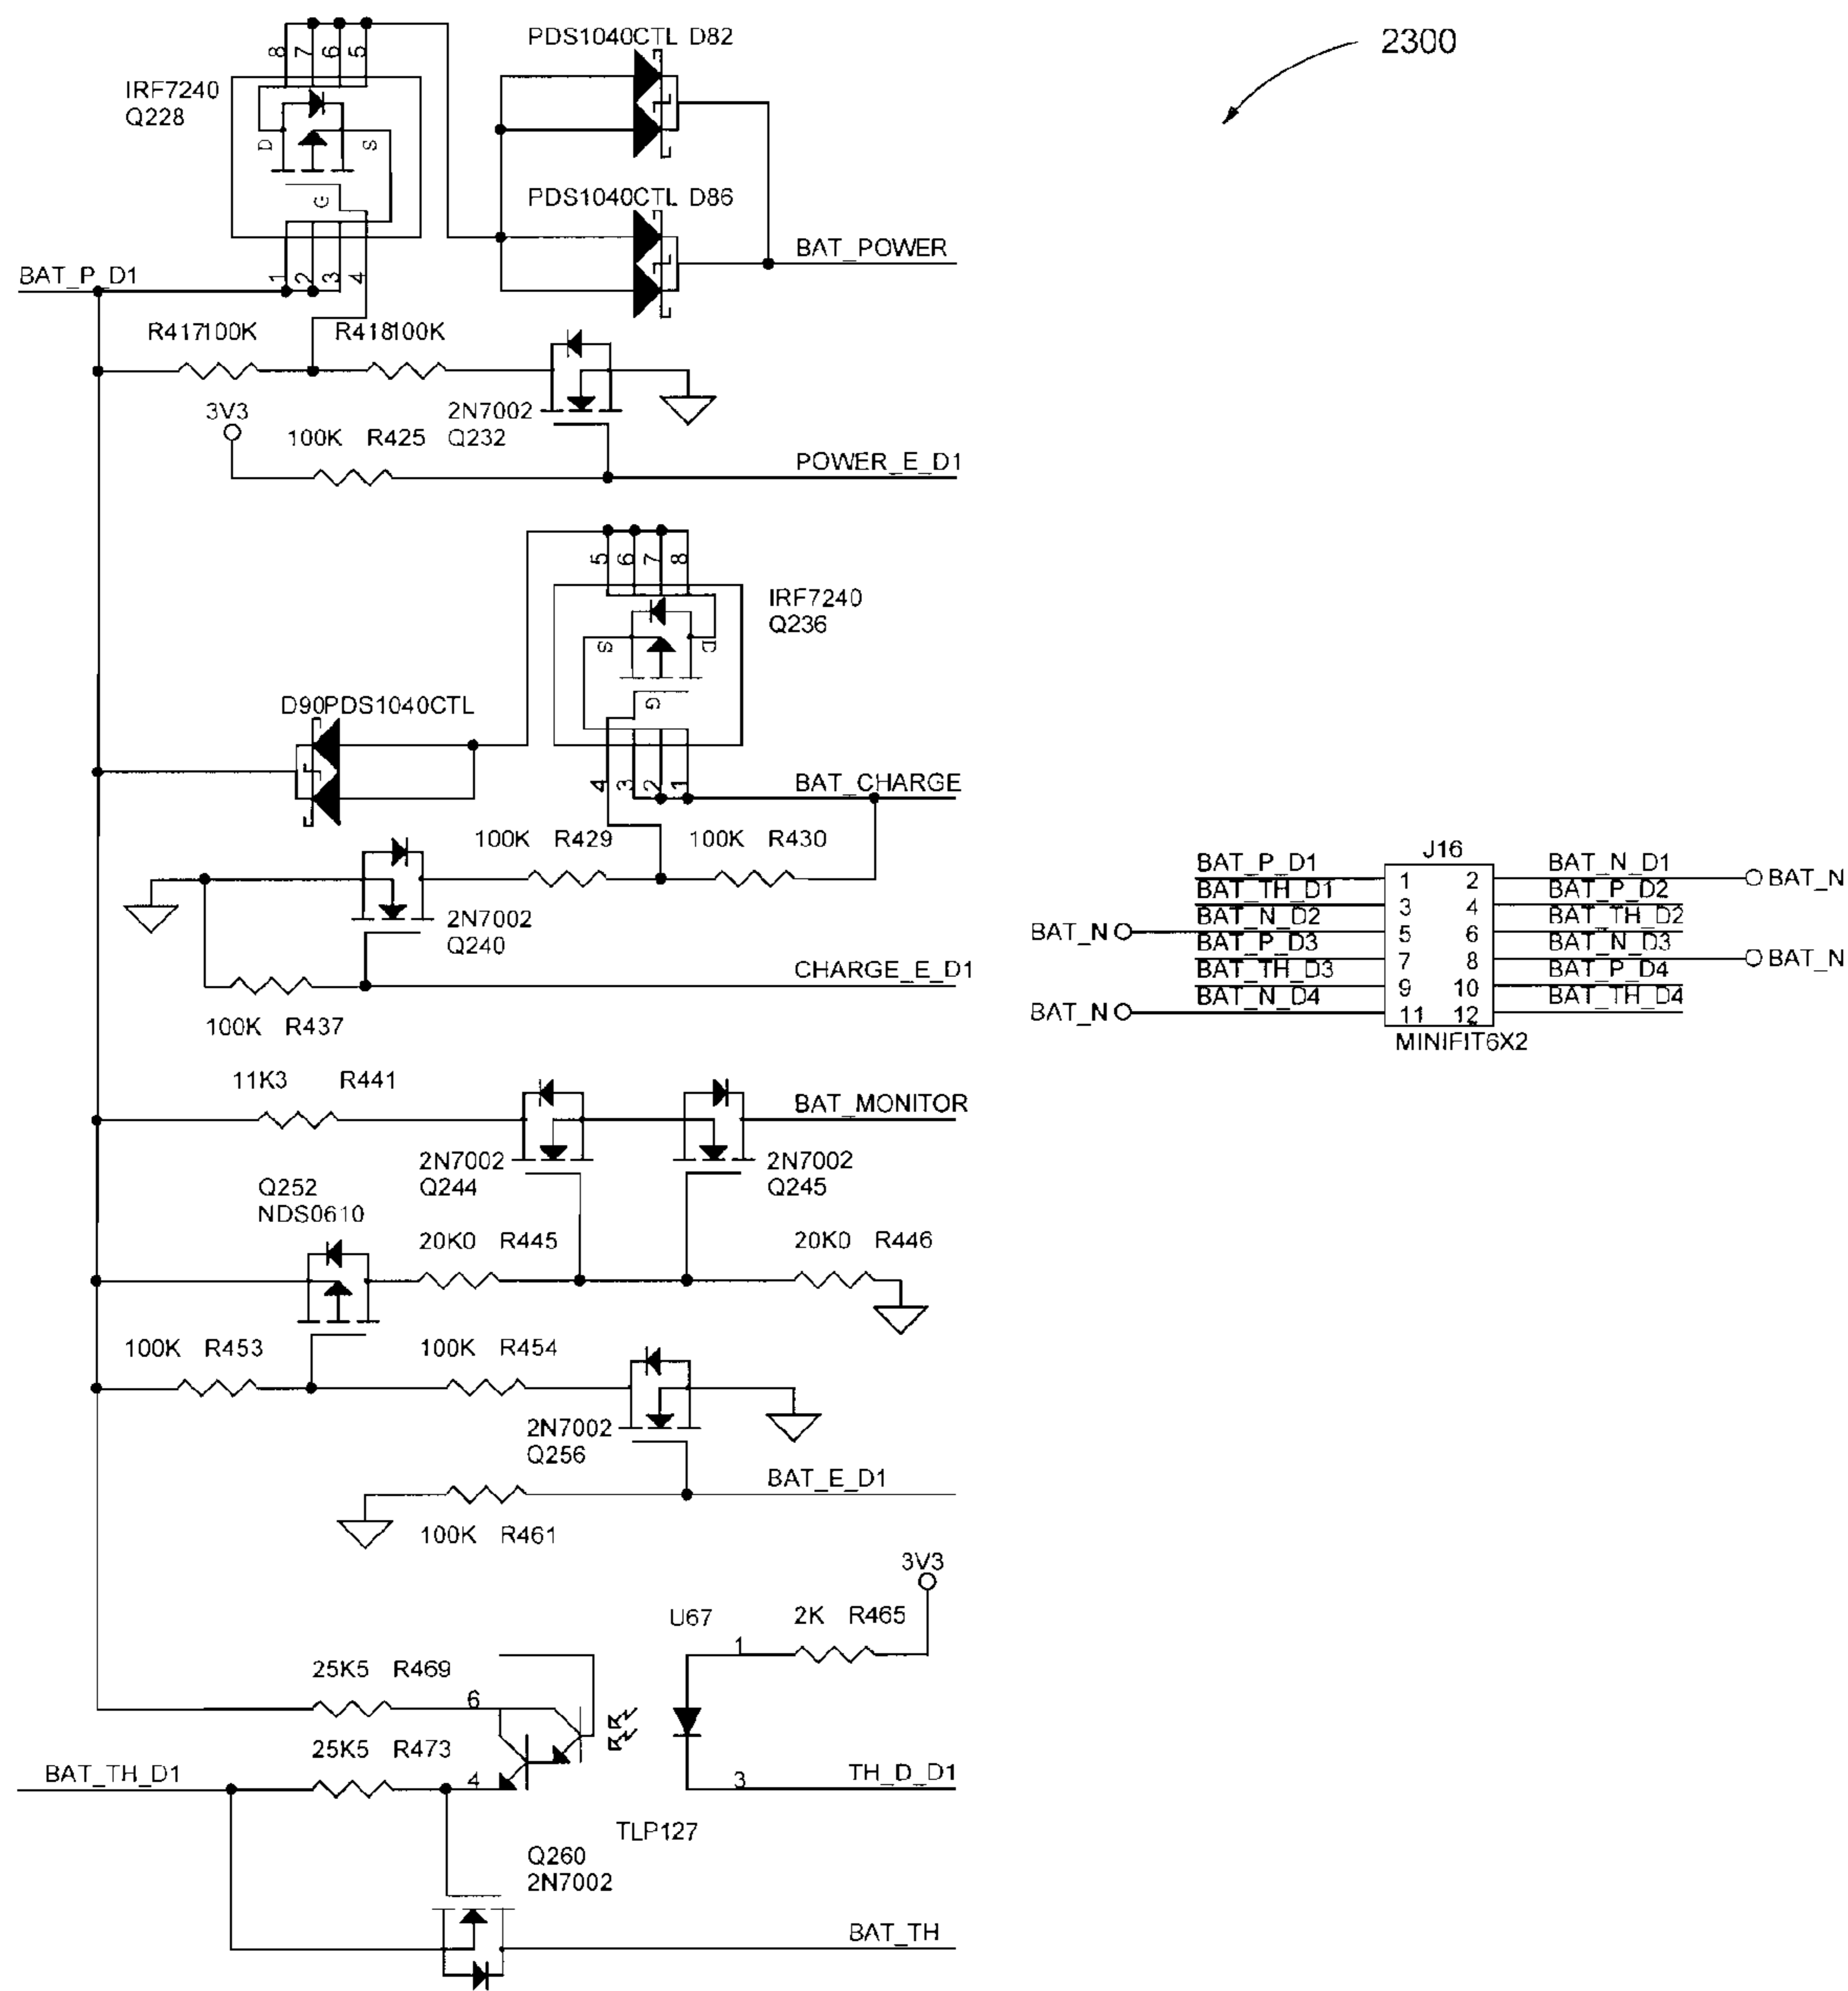 2300
PDS1040CTL D82
8 7 6 5
IRF7240
Q228
D S
G
PDS1040CTL D86
BAT_POWER
BAT_P_D1
1 2 3 4
R417 100K R418 100K
3V3
2N7002
100K R425 Q232
POWER_E_D1
5 6 7 8
IRF7240
Q236
S D
G
D90PDS1040CTL
4 3 2 1
BAT_CHARGE
100K R429 100K R430
2N7002
Q240
CHARGE_E_D1
100K R437
J16
BAT_P_D1 1 2 BAT_N_D1 BAT_N
BAT_TH_D1 3 4 BAT_P_D2
BAT_N BAT_N_D2 5 6 BAT_TH_D2
BAT_P_D3 7 8 BAT_N_D3 BAT_N
BAT_TH_D3 9 10 BAT_P_D4
BAT_N BAT_N_D4 11 12 BAT_TH_D4
MINIFIT6X2
11K3 R441
BAT_MONITOR
2N7002
Q244
2N7002
Q245
Q252
NDS0610
20K0 R445 20K0 R446
100K R453 100K R454
2N7002
Q256
BAT_E_D1
100K R461
3V3
U67 2K R465
1
25K5 R469
6
25K5 R473
BAT_TH_D1
4
3
TH_D_D1
TLP127
Q260
2N7002
BAT_TH